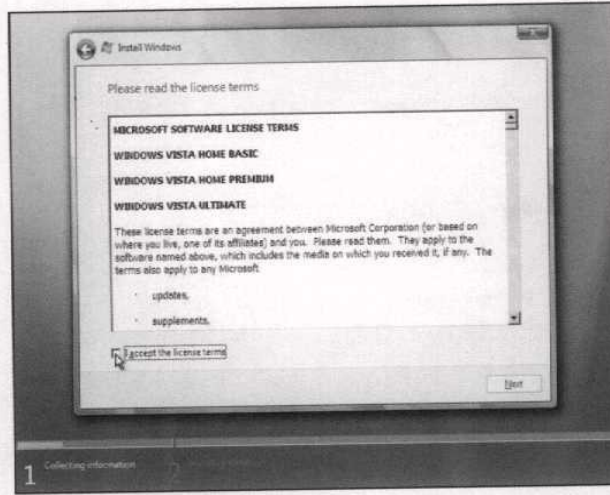 Install Windows
Please read the license terms
MICROSOFT SOFTWARE LICENSE TERMS
WINDOWS VISTA HOME BASIC
WINDOWS VISTA HOME PREMIUM
WINDOWS VISTA ULTIMATE
These license terms are an agreement between Microsoft Corporation (or based on
where you live, one of its affiliates) and you. Please read them. They apply to the
software named above, which includes the media on which you received it, if any. The
terms also apply to any Microsoft
· updates,
· supplements,
I accept the license terms
Next
1 Collecting information
2